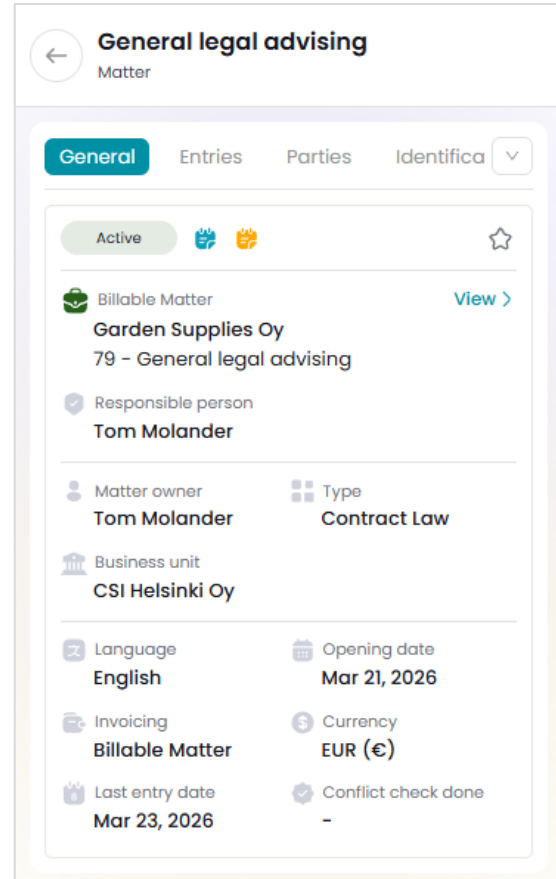 General legal advising
Matter
General Entries Parties Identifica
Active
Billable Matter View >
Garden Supplies Oy
79 - General legal advising
Responsible person
Tom Molander
Matter owner Type
Tom Molander Contract Law
Business unit
CSI Helsinki Oy
Language Opening date
English Mar 21, 2026
Invoicing Currency
Billable Matter EUR (€)
Last entry date Conflict check done
Mar 23, 2026 -